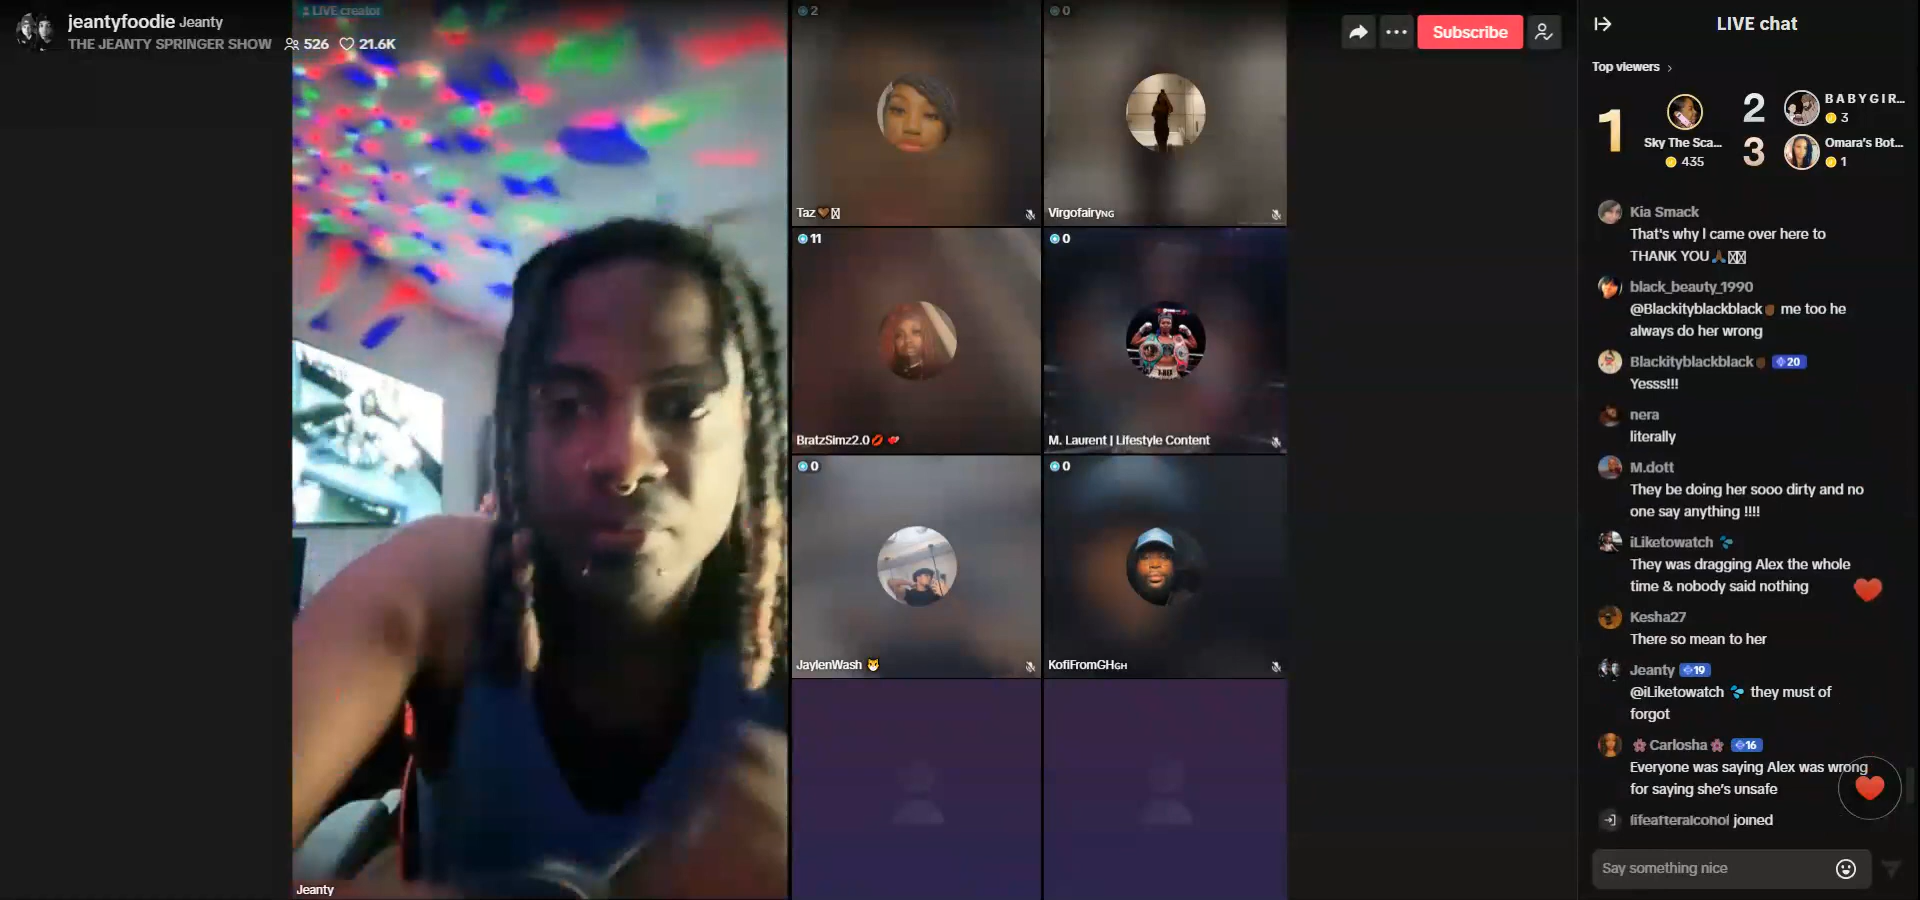 jeantyfoodie Jeanty
THE JEANTY SPRINGER SHOW 526 21.6K
LIVE creator
2
0
Subscribe
Taz
VirgofairyNG
11
0
BratzSimz2.0
M. Laurent | Lifestyle Content
0
0
JaylenWash
KofiFromGHGH
Jeanty
LIVE chat
Top viewers
1
Sky The Sca...
435
2
B A B Y G I R...
3
3
Omara's Bot...
1
Kia Smack
That's why I came over here to
THANK YOU
black_beauty_1990
@Blackityblackblack me too he
always do her wrong
Blackityblackblack 20
Yesss!!!
nera
literally
M.dott
They be doing her sooo dirty and no
one say anything !!!!
iLiketowatch
They was dragging Alex the whole
time & nobody said nothing
Kesha27
There so mean to her
Jeanty 19
@iLiketowatch they must of
forgot
Carlosha 16
Everyone was saying Alex was wrong
for saying she's unsafe
lifeafteralcohol joined
Say something nice